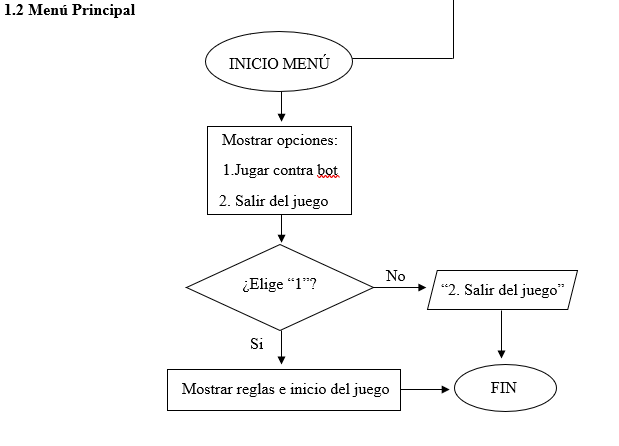 1.2 Menú Principal
INICIO MENÚ
Mostrar opciones:
1.Jugar contra bot
2. Salir del juego
¿Elige “1”?
No
“2. Salir del juego”
Si
Mostrar reglas e inicio del juego
FIN